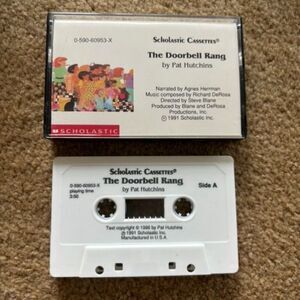 0-590-60953-X
Scholastic Cassettes®
The Doorbell Rang
by Pat Hutchins
Narrated by Agnes Herrman
Music composed by Richard DeRosa
Directed by Steve Blane
Produced by Blane and DeRosa
Productions, Inc.
© 1991 Scholastic Inc.
SCHOLASTIC
Scholastic Cassettes®
0-590-60953-X
The Doorbell Rang
Side A
playing time
by Pat Hutchins
3:50
Text copyright © 1986 by Pat Hutchins
© 1991 Scholastic Inc.
Manufactured in U.S.A.